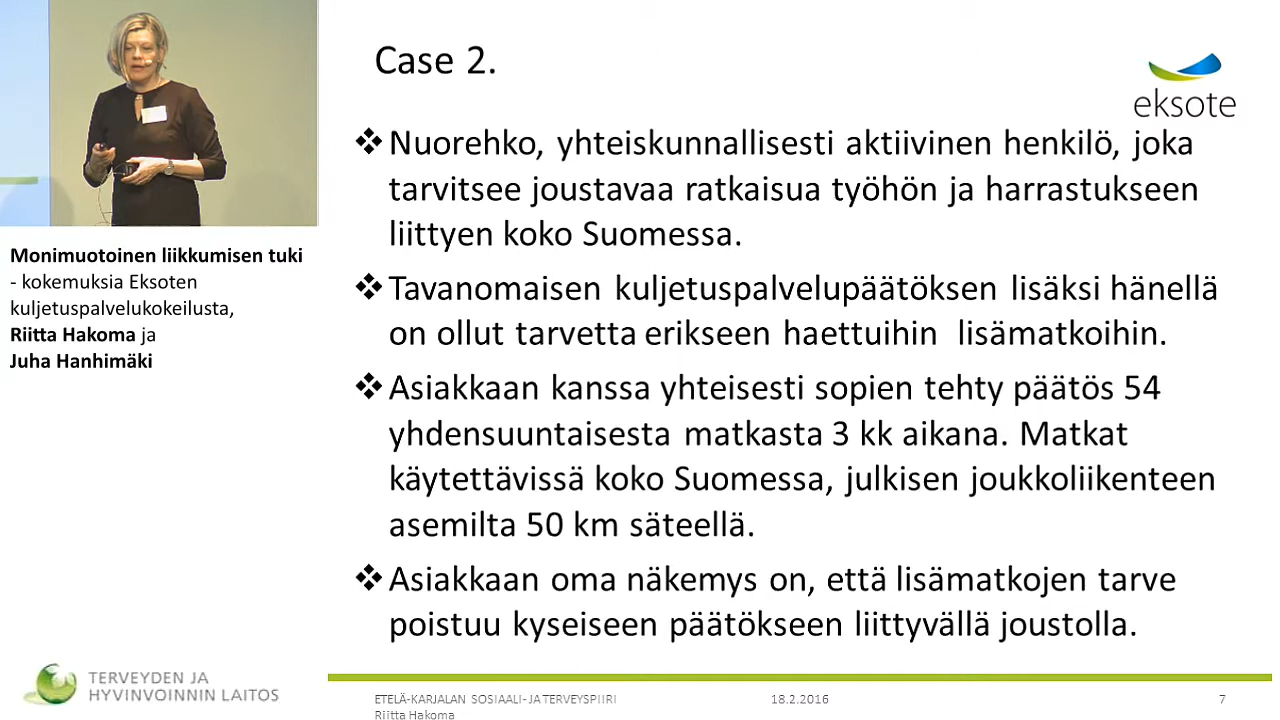 Case 2.
eksote
❖ Nuorehko, yhteiskunnallisesti aktiivinen henkilö, joka
tarvitsee joustavaa ratkaisua työhön ja harrastukseen
liittyen koko Suomessa.
❖ Tavanomaisen kuljetuspalvelupäätöksen lisäksi hänellä
on ollut tarvetta erikseen haettuihin  lisämatkoihin.
❖ Asiakkaan kanssa yhteisesti sopien tehty päätös 54
yhdensuuntaisesta matkasta 3 kk aikana. Matkat
käytettävissä koko Suomessa, julkisen joukkoliikenteen
asemilta 50 km säteellä.
❖ Asiakkaan oma näkemys on, että lisämatkojen tarve
poistuu kyseiseen päätökseen liittyvällä joustolla.
Monimuotoinen liikkumisen tuki
- kokemuksia Eksoten
kuljetuspalvelukokeilusta,
Riitta Hakoma ja
Juha Hanhimäki
TERVEYDEN JA
HYVINVOINNIN LAITOS
ETELÄ-KARJALAN SOSIAALI- JA TERVEYSPIIRI
Riitta Hakoma
18.2.2016
7